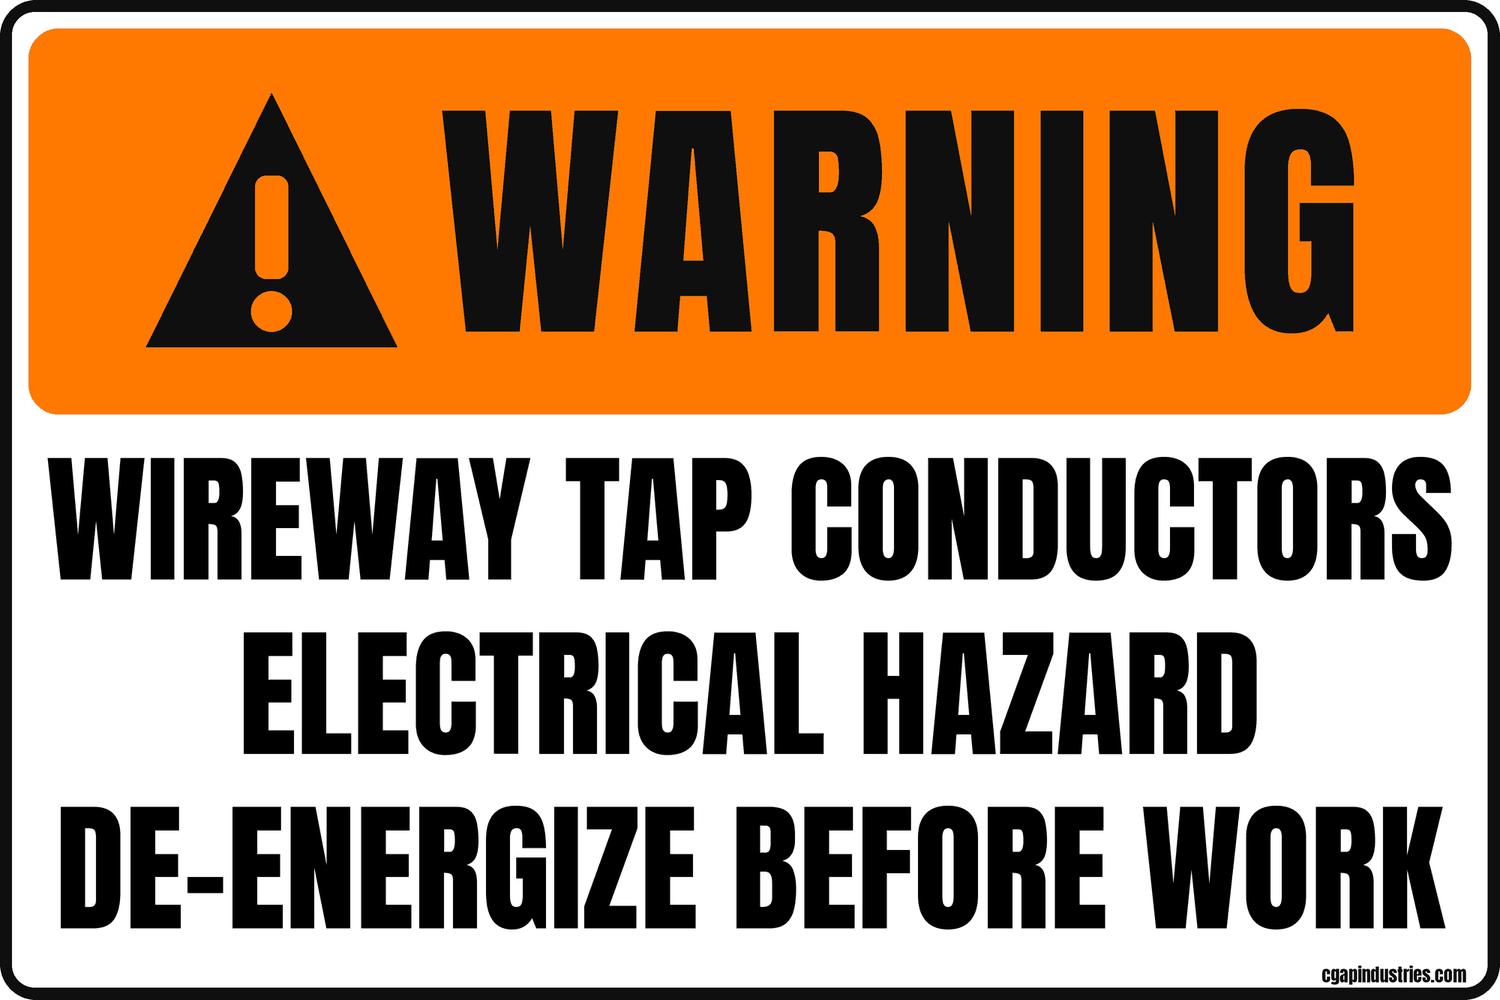 WARNING
WIREWAY TAP CONDUCTORS
ELECTRICAL HAZARD
DE-ENERGIZE BEFORE WORK
cgapindustries.com